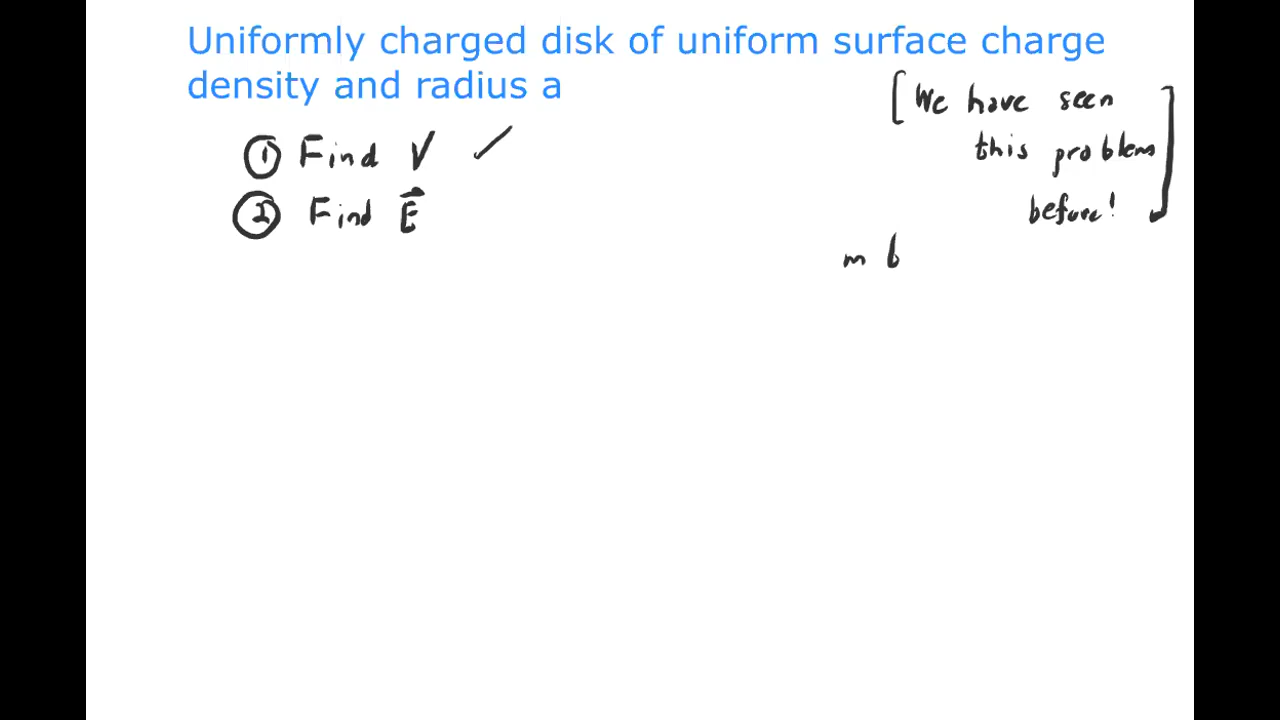 Uniformly charged disk of uniform surface charge
density and radius a
[We have seen
this problem
before!]
① Find V ✓
② Find E⃗
m b